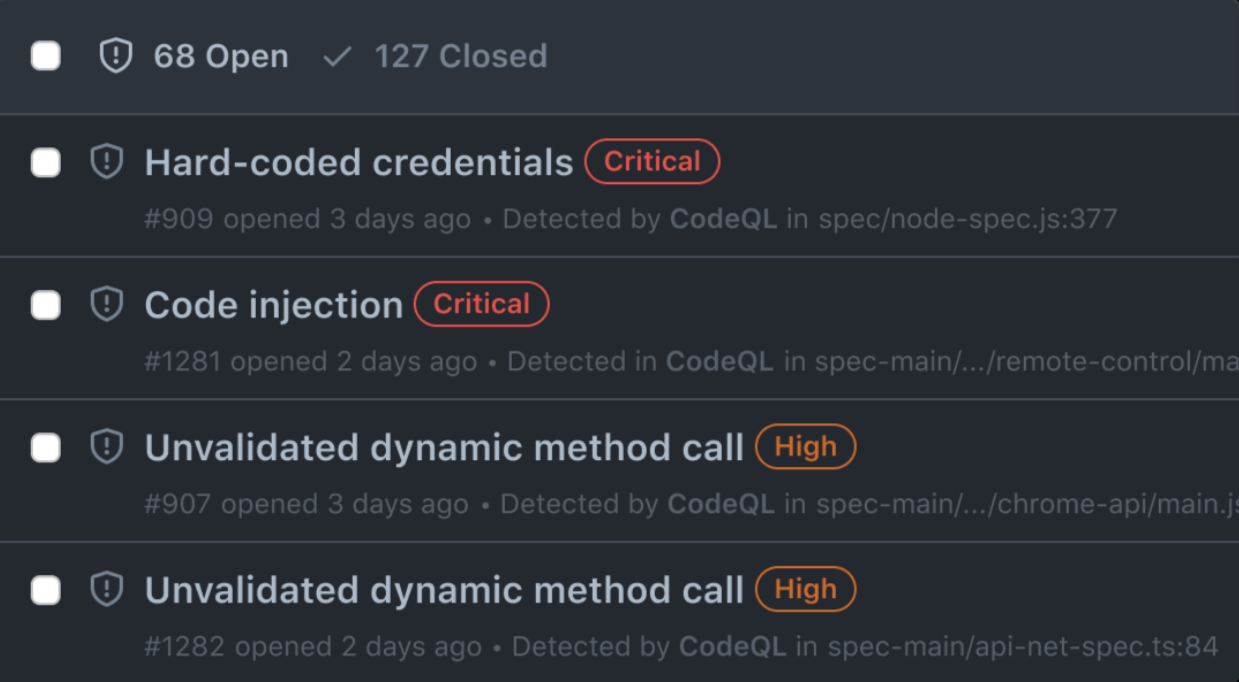 68 Open 127 Closed
Hard-coded credentials Critical
#909 opened 3 days ago • Detected by CodeQL in spec/node-spec.js:377
Code injection Critical
#1281 opened 2 days ago • Detected in CodeQL in spec-main/.../remote-control/ma
Unvalidated dynamic method call High
#907 opened 3 days ago • Detected by CodeQL in spec-main/.../chrome-api/main.js
Unvalidated dynamic method call High
#1282 opened 2 days ago • Detected by CodeQL in spec-main/api-net-spec.ts:84